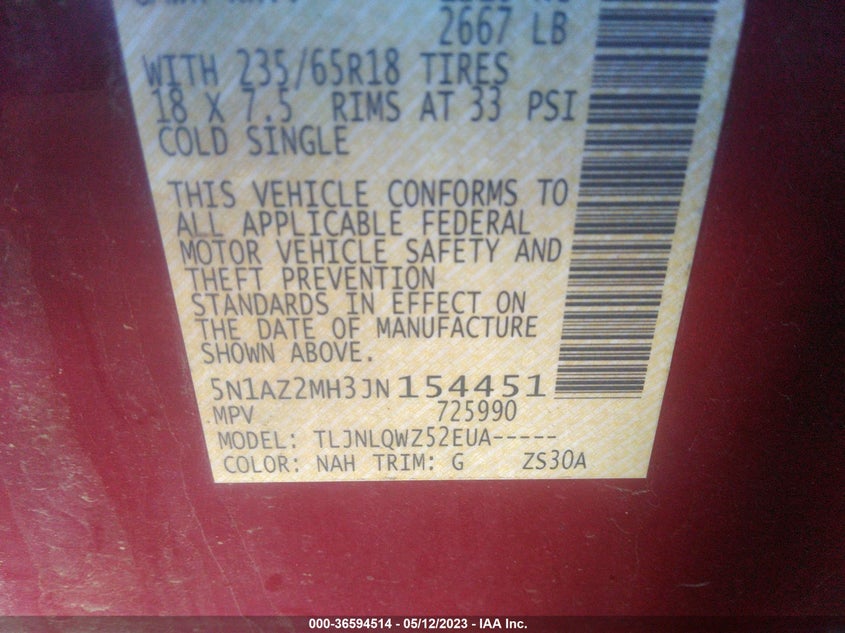 2667 LB
WITH 235/65R18 TIRES
18 X 7.5 RIMS AT 33 PSI
COLD SINGLE
THIS VEHICLE CONFORMS TO
ALL APPLICABLE FEDERAL
MOTOR VEHICLE SAFETY AND
THEFT PREVENTION
STANDARDS IN EFFECT ON
THE DATE OF MANUFACTURE
SHOWN ABOVE.
5N1AZ2MH3JN154451
MPV 725990
MODEL: TLJNLQWZ52EUA-----
COLOR: NAH TRIM: G ZS30A
000-36594514 - 05/12/2023 - IAA Inc.